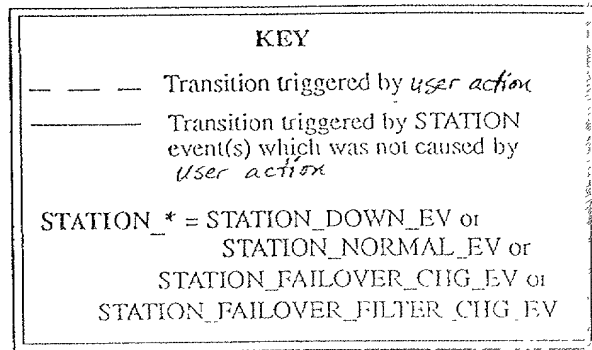 KEY
Transition triggered by user action
Transition triggered by STATION
event(s) which was not caused by
user action
STATION_* = STATION_DOWN_EV or
STATION_NORMAL_EV or
STATION_FAILOVER_CHG_EV or
STATION_FAILOVER_FILTER_CHG_EV